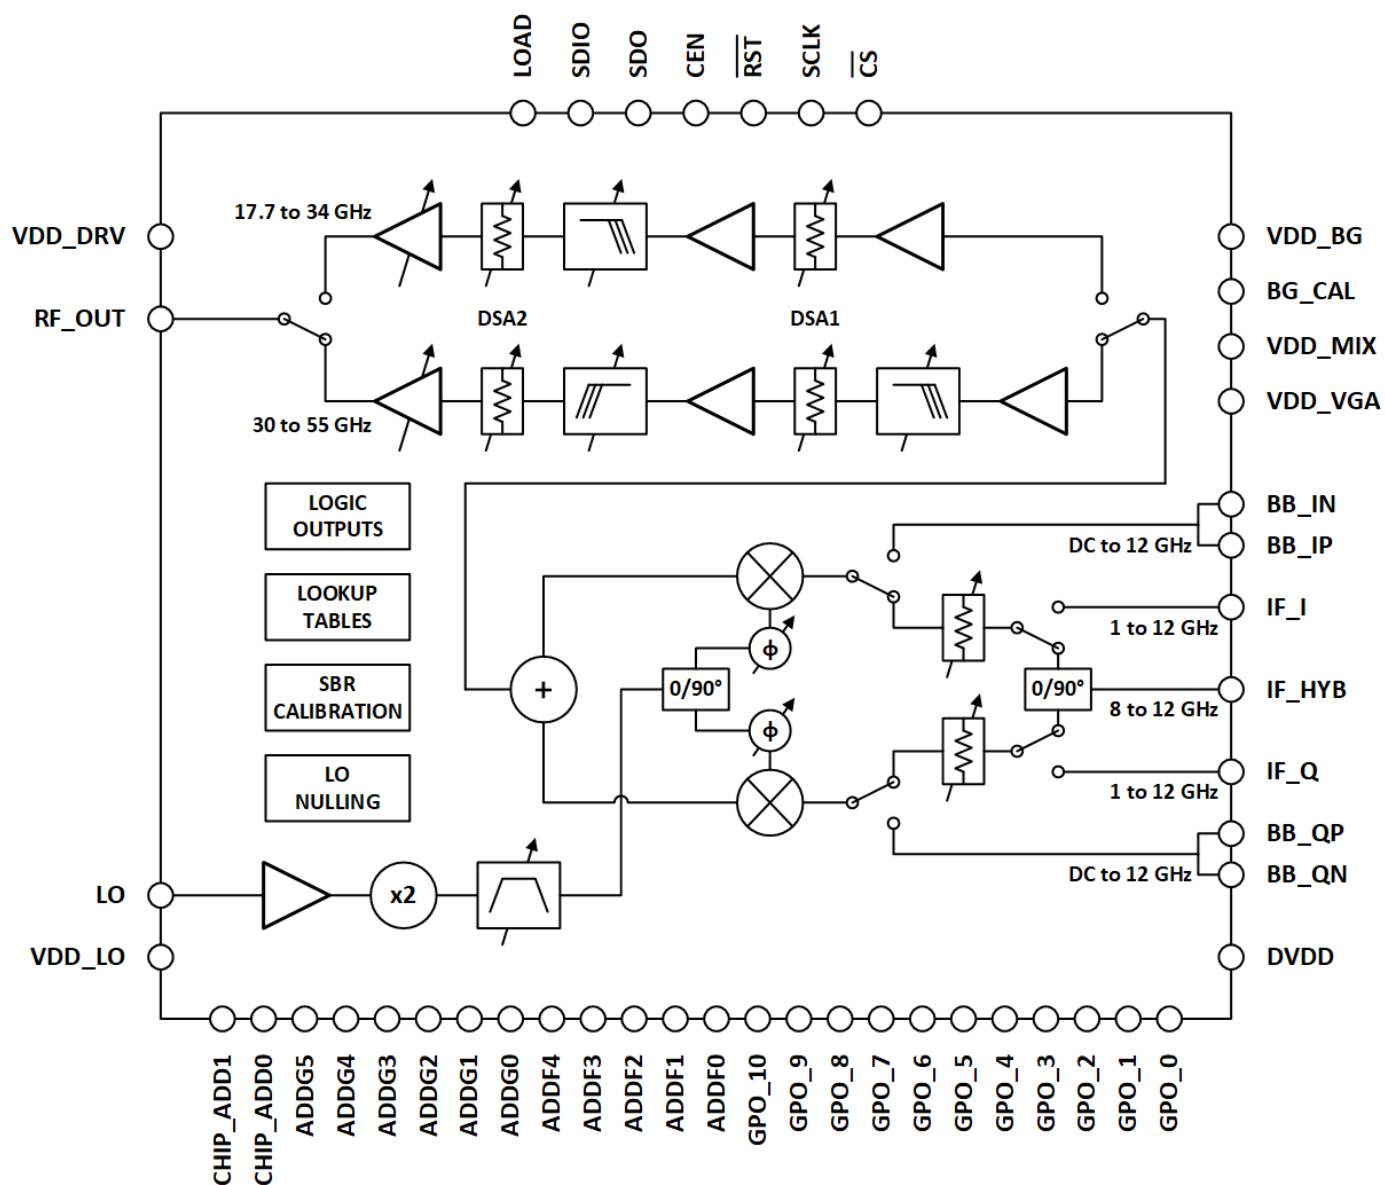 LOAD
SDIO
SDO
CEN
RST
SCLK
CS
17.7 to 34 GHz
VDD_DRV
VDD_BG
BG_CAL
RF_OUT
DSA2
DSA1
VDD_MIX
VDD_VGA
30 to 55 GHz
LOGIC
OUTPUTS
BB_IN
DC to 12 GHz
BB_IP
LOOKUP
TABLES
IF_I
1 to 12 GHz
ϕ
SBR
CALIBRATION
+
0/90°
0/90°
IF_HYB
8 to 12 GHz
ϕ
LO
NULLING
IF_Q
1 to 12 GHz
BB_QP
DC to 12 GHz
BB_QN
LO
x2
VDD_LO
DVDD
CHIP_ADD1
CHIP_ADD0
ADDG5
ADDG4
ADDG3
ADDG2
ADDG1
ADDG0
ADDF4
ADDF3
ADDF2
ADDF1
ADDF0
GPO_10
GPO_9
GPO_8
GPO_7
GPO_6
GPO_5
GPO_4
GPO_3
GPO_2
GPO_1
GPO_0